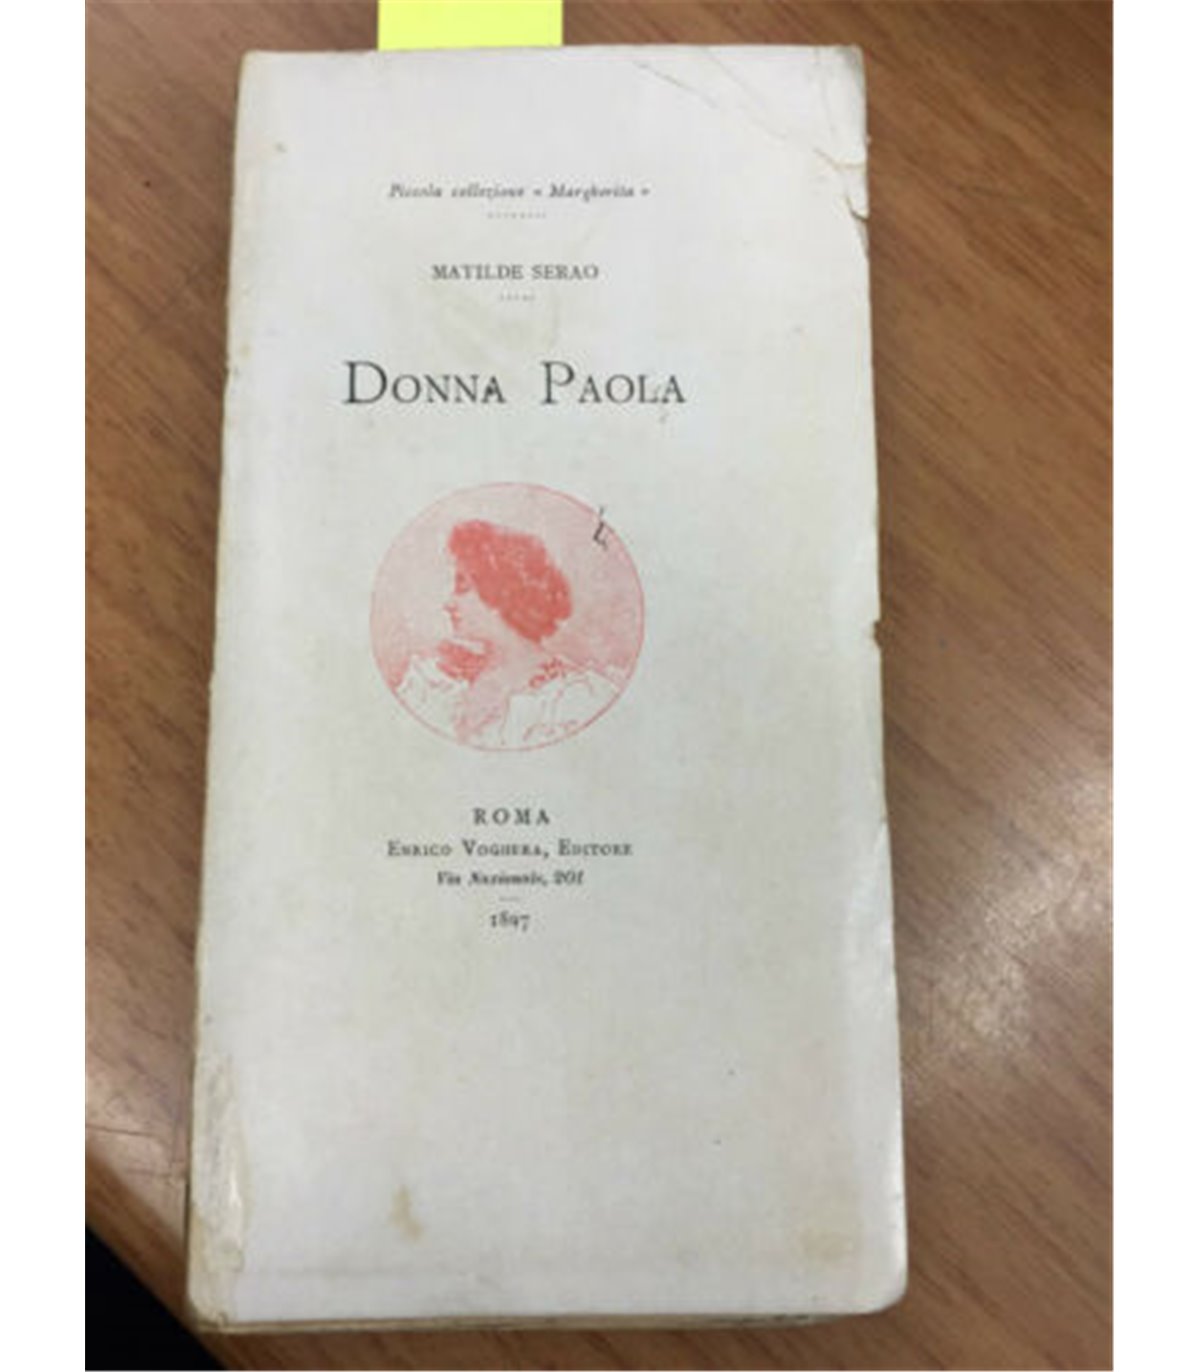 Piccola collezione « Margherita »
MATILDE SERAO
DONNA PAOLA
ROMA
ENRICO VOGHERA, EDITORE
Via Nazionale, 201
1897